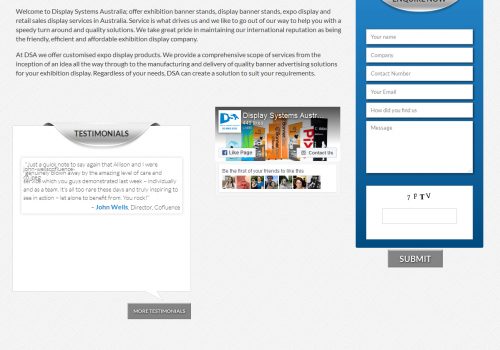 Welcome to Display Systems Australia; offer exhibition banner stands, display banner stands, expo display and
retail sales display services in Australia. Service is what drives us and we like to go out of our way to help you with a
speedy turn around and quality solutions. We take great pride in maintaining our international reputation as being
the friendly, efficient and affordable exhibition display company.
At DSA we offer customised expo display products. We provide a comprehensive scope of services from the
inception of an idea all the way through to the manufacturing and delivery of quality banner advertising solutions
for your exhibition display. Regardless of your needs, DSA can create a solution to suit your requirements.
TESTIMONIALS
"Just a quick note to say again that Allison and I were
genuinely blown away by the amazing level of care and
service which you guys demonstrated last week – individually
and as a team. It's all too rare these days and truly inspiring to
see in action – let alone to benefit from. You rock!"
– John Wells, Director, Cofluence
MORE TESTIMONIALS
Display Systems Austr...
Like Page
Contact Us
Be the first of your friends to like this
ENQUIRE NOW
Your name
Company
Contact Number
Your Email
How did you find us
Message
7 P T V
SUBMIT